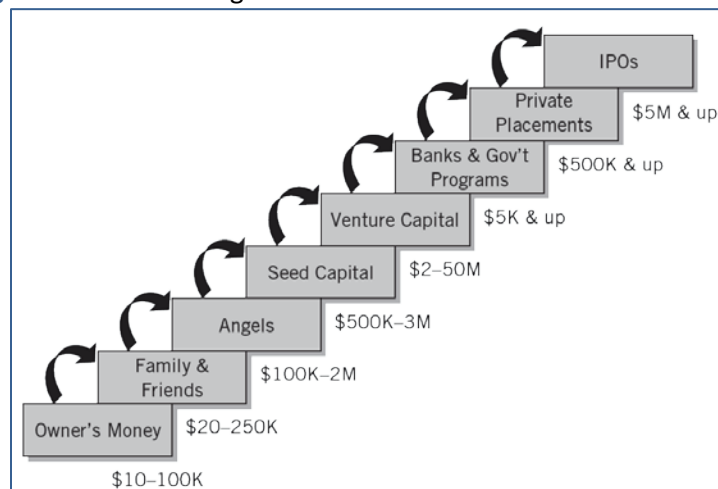 IPOs
Private
Placements
$5M & up
Banks & Gov't
Programs
$500K & up
Venture Capital
$5K & up
Seed Capital
$2–50M
Angels
$500K–3M
Family &
Friends
$100K–2M
Owner's Money
$20–250K
$10–100K